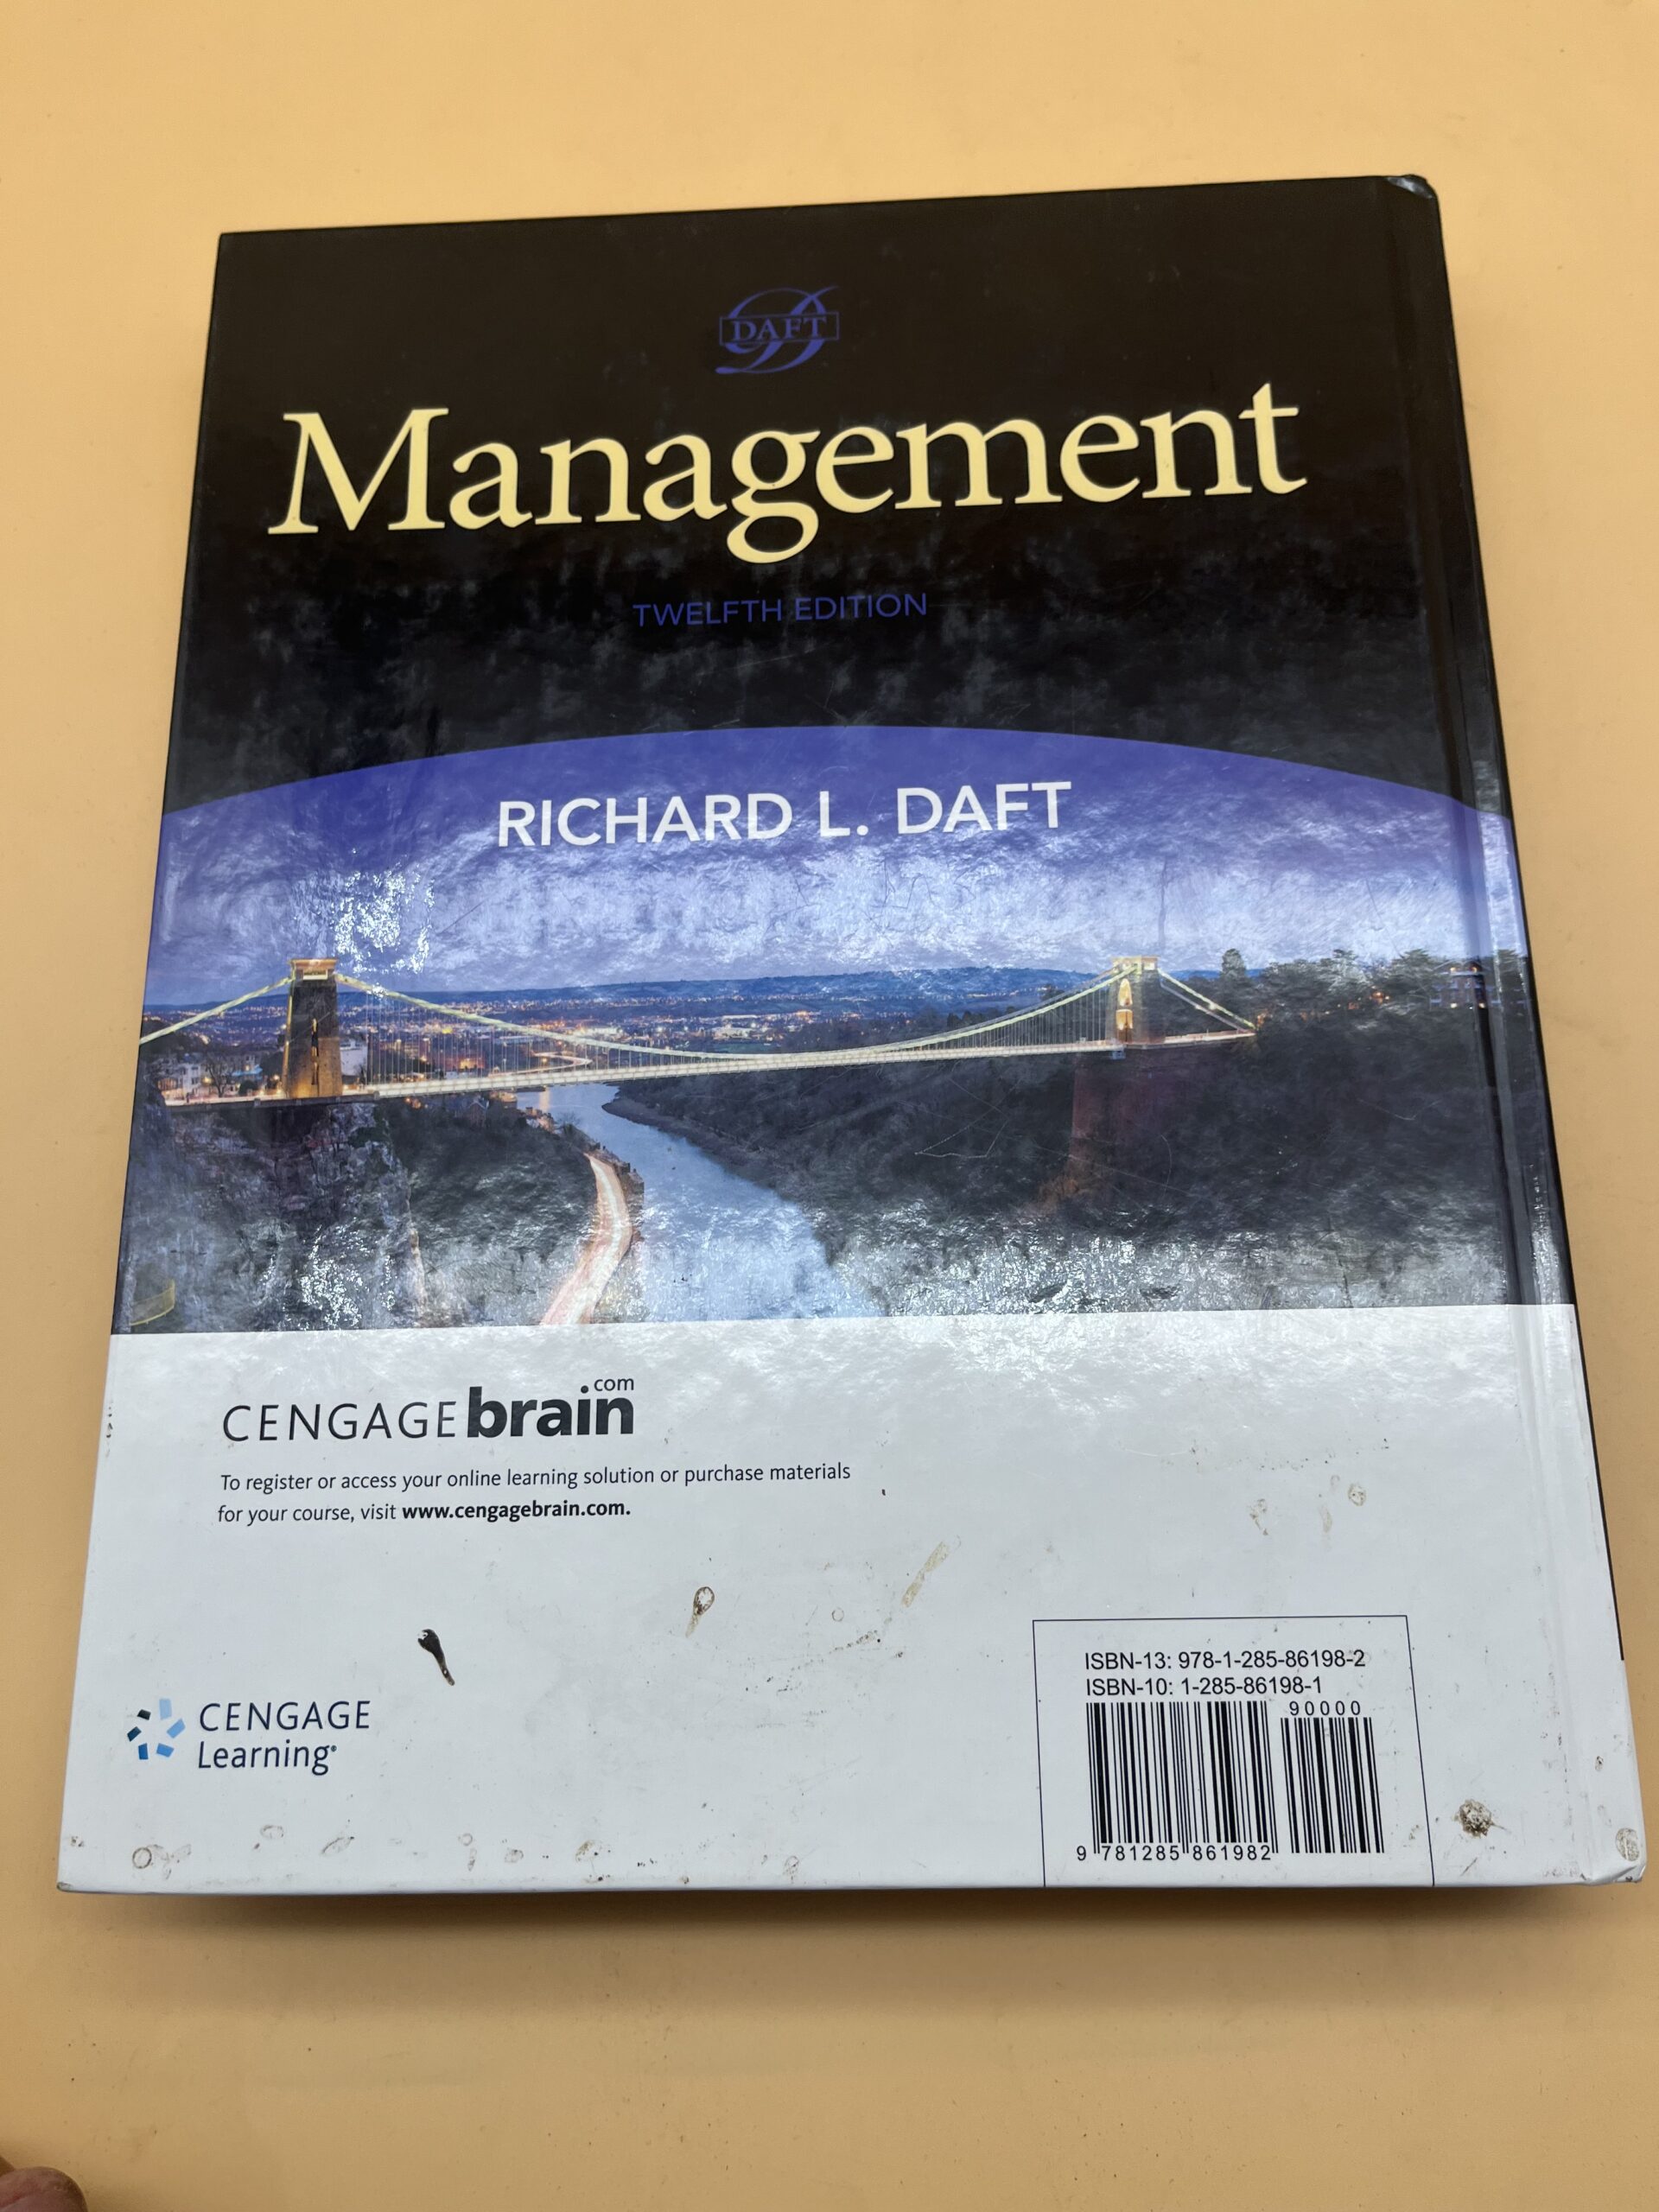 DAFT
Management
TWELFTH EDITION
RICHARD L. DAFT
CENGAGEbrain.com
To register or access your online learning solution or purchase materials
for your course, visit www.cengagebrain.com.
CENGAGE
Learning®
ISBN-13: 978-1-285-86198-2
ISBN-10: 1-285-86198-1
90000
9 781285 861982